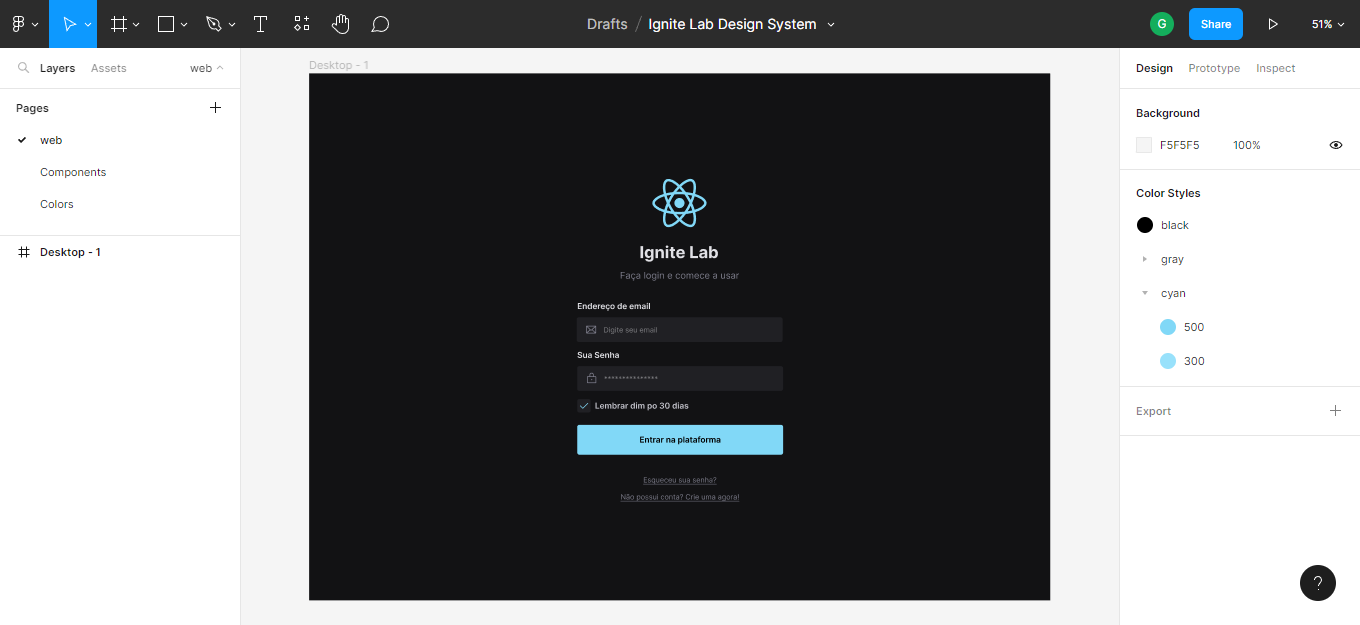 Drafts / Ignite Lab Design System
G
Share
51%
Layers
Assets
web
Pages
web
Components
Colors
Desktop - 1
Desktop - 1
Ignite Lab
Faça login e comece a usar
Endereço de email
Digite seu email
Sua Senha
***************
Lembrar dim po 30 dias
Entrar na plataforma
Esqueceu sua senha?
Não possui conta? Crie uma agora!
Design
Prototype
Inspect
Background
F5F5F5
100%
Color Styles
black
gray
cyan
500
300
Export
?